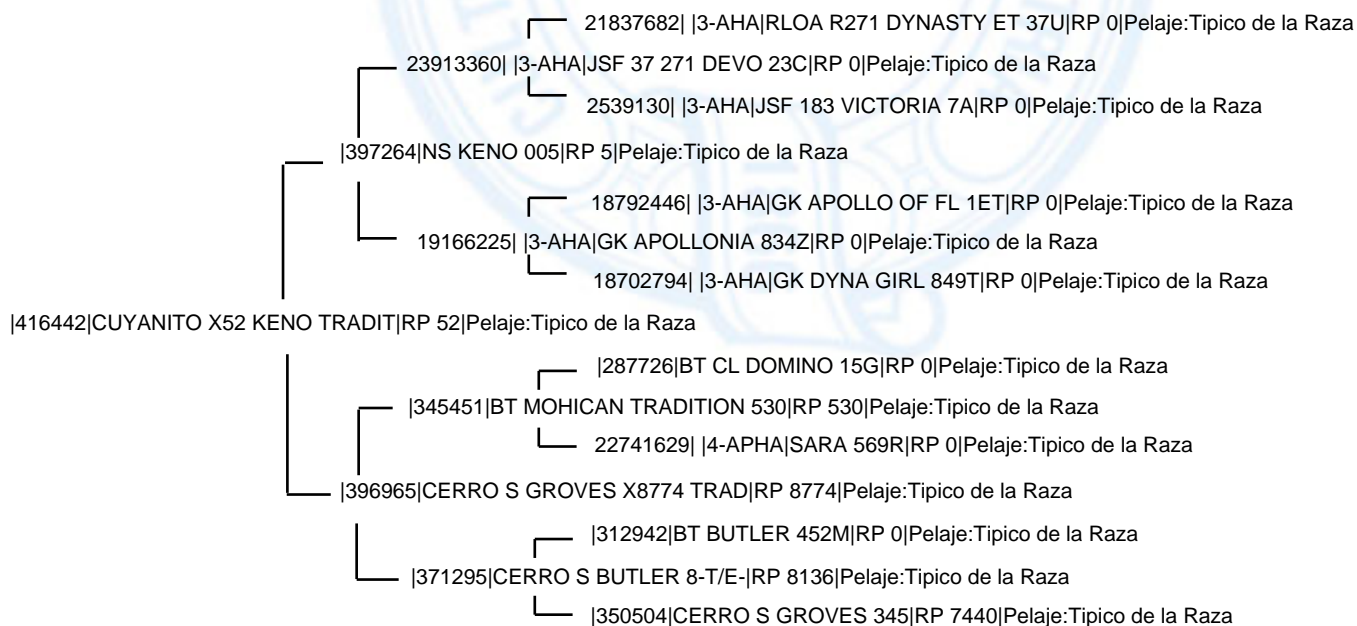 21837682| |3-AHA|RLOA R271 DYNASTY ET 37U|RP 0|Pelaje:Tipico de la Raza
23913360| |3-AHA|JSF 37 271 DEVO 23C|RP 0|Pelaje:Tipico de la Raza
2539130| |3-AHA|JSF 183 VICTORIA 7A|RP 0|Pelaje:Tipico de la Raza
|397264|NS KENO 005|RP 5|Pelaje:Tipico de la Raza
18792446| |3-AHA|GK APOLLO OF FL 1ET|RP 0|Pelaje:Tipico de la Raza
19166225| |3-AHA|GK APOLLONIA 834Z|RP 0|Pelaje:Tipico de la Raza
18702794| |3-AHA|GK DYNA GIRL 849T|RP 0|Pelaje:Tipico de la Raza
|416442|CUYANITO X52 KENO TRADIT|RP 52|Pelaje:Tipico de la Raza
|287726|BT CL DOMINO 15G|RP 0|Pelaje:Tipico de la Raza
|345451|BT MOHICAN TRADITION 530|RP 530|Pelaje:Tipico de la Raza
22741629| |4-APHA|SARA 569R|RP 0|Pelaje:Tipico de la Raza
|396965|CERRO S GROVES X8774 TRAD|RP 8774|Pelaje:Tipico de la Raza
|312942|BT BUTLER 452M|RP 0|Pelaje:Tipico de la Raza
|371295|CERRO S BUTLER 8-T/E-|RP 8136|Pelaje:Tipico de la Raza
|350504|CERRO S GROVES 345|RP 7440|Pelaje:Tipico de la Raza